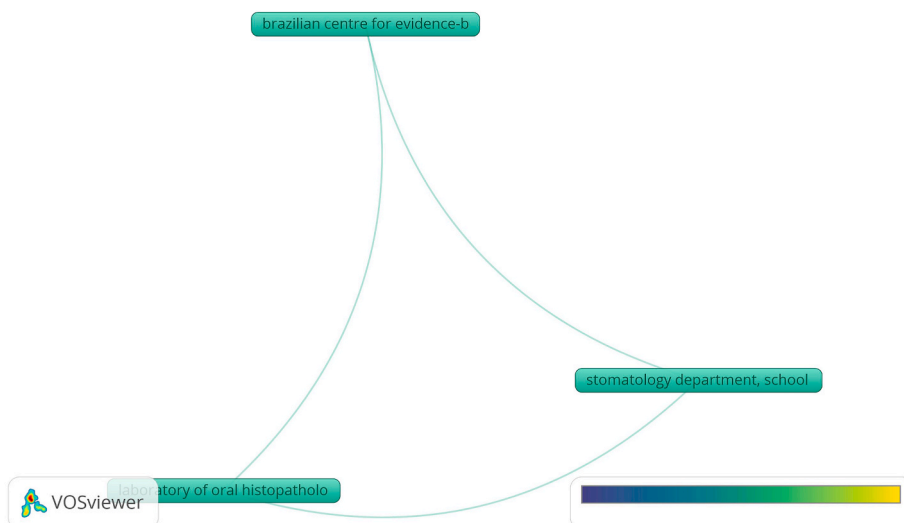 brazilian centre for evidence-b
stomatology department, school
laboratory of oral histopatholo
VOSviewer